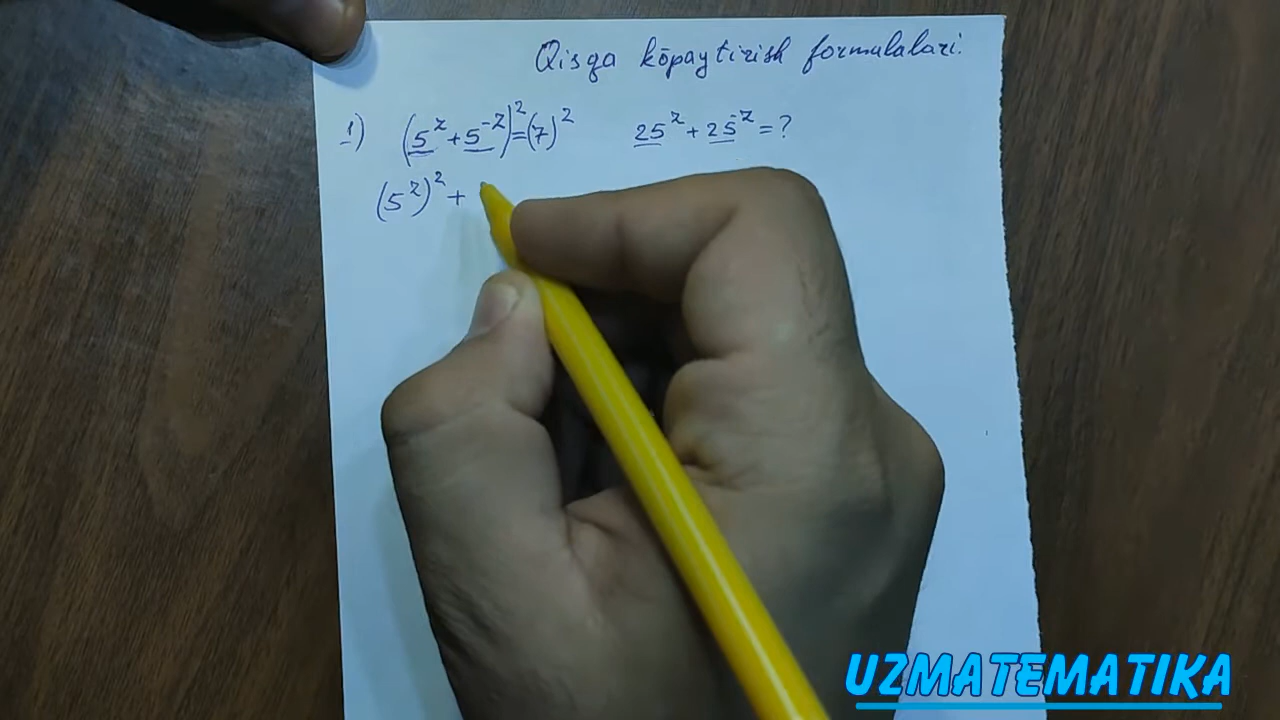 Qisqa kōpaytirish formulalari.
1) (5^z + 5^-z)^2 = (7)^2 25^z + 25^-z = ?
(5^z)^2 +
UZMATEMATIKA